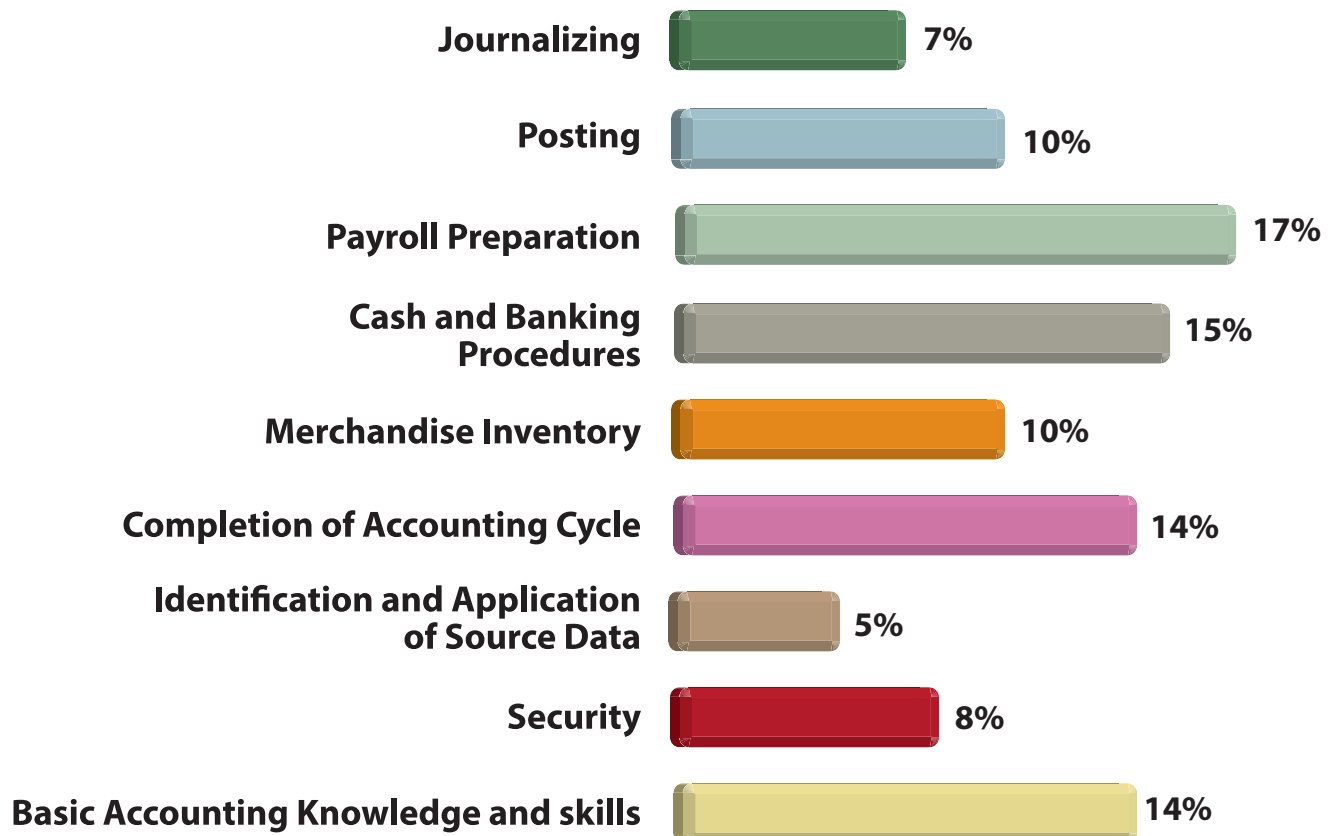 Journalizing 7%
Posting 10%
Payroll Preparation 17%
Cash and Banking
Procedures 15%
Merchandise Inventory 10%
Completion of Accounting Cycle 14%
Identification and Application
of Source Data 5%
Security 8%
Basic Accounting Knowledge and skills 14%